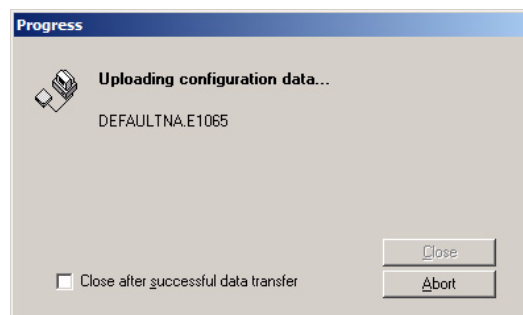 Progress
Uploading configuration data...
DEFAULTNA.E1065
Close
Close after successful data transfer
Abort